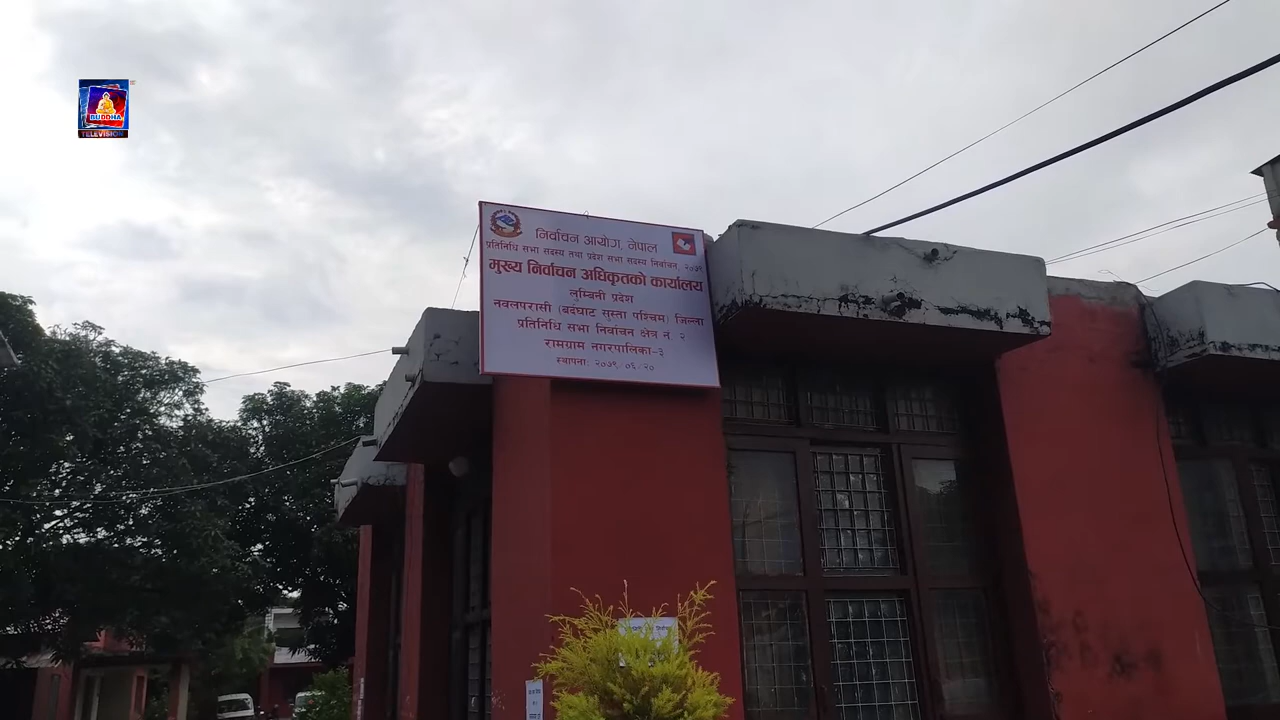 BUDDHA
TELEVISION
निर्वाचन आयोग, नेपाल
प्रतिनिधि सभा सदस्य तथा प्रदेश सभा सदस्य निर्वाचन, २०७९
मुख्य निर्वाचन अधिकृतको कार्यालय
लुम्बिनी प्रदेश
नवलपरासी (बर्दघाट सुस्ता पश्चिम) जिल्ला
प्रतिनिधि सभा निर्वाचन क्षेत्र नं. २
रामग्राम नगरपालिका-३
स्थापना: २०७९/०६/२०